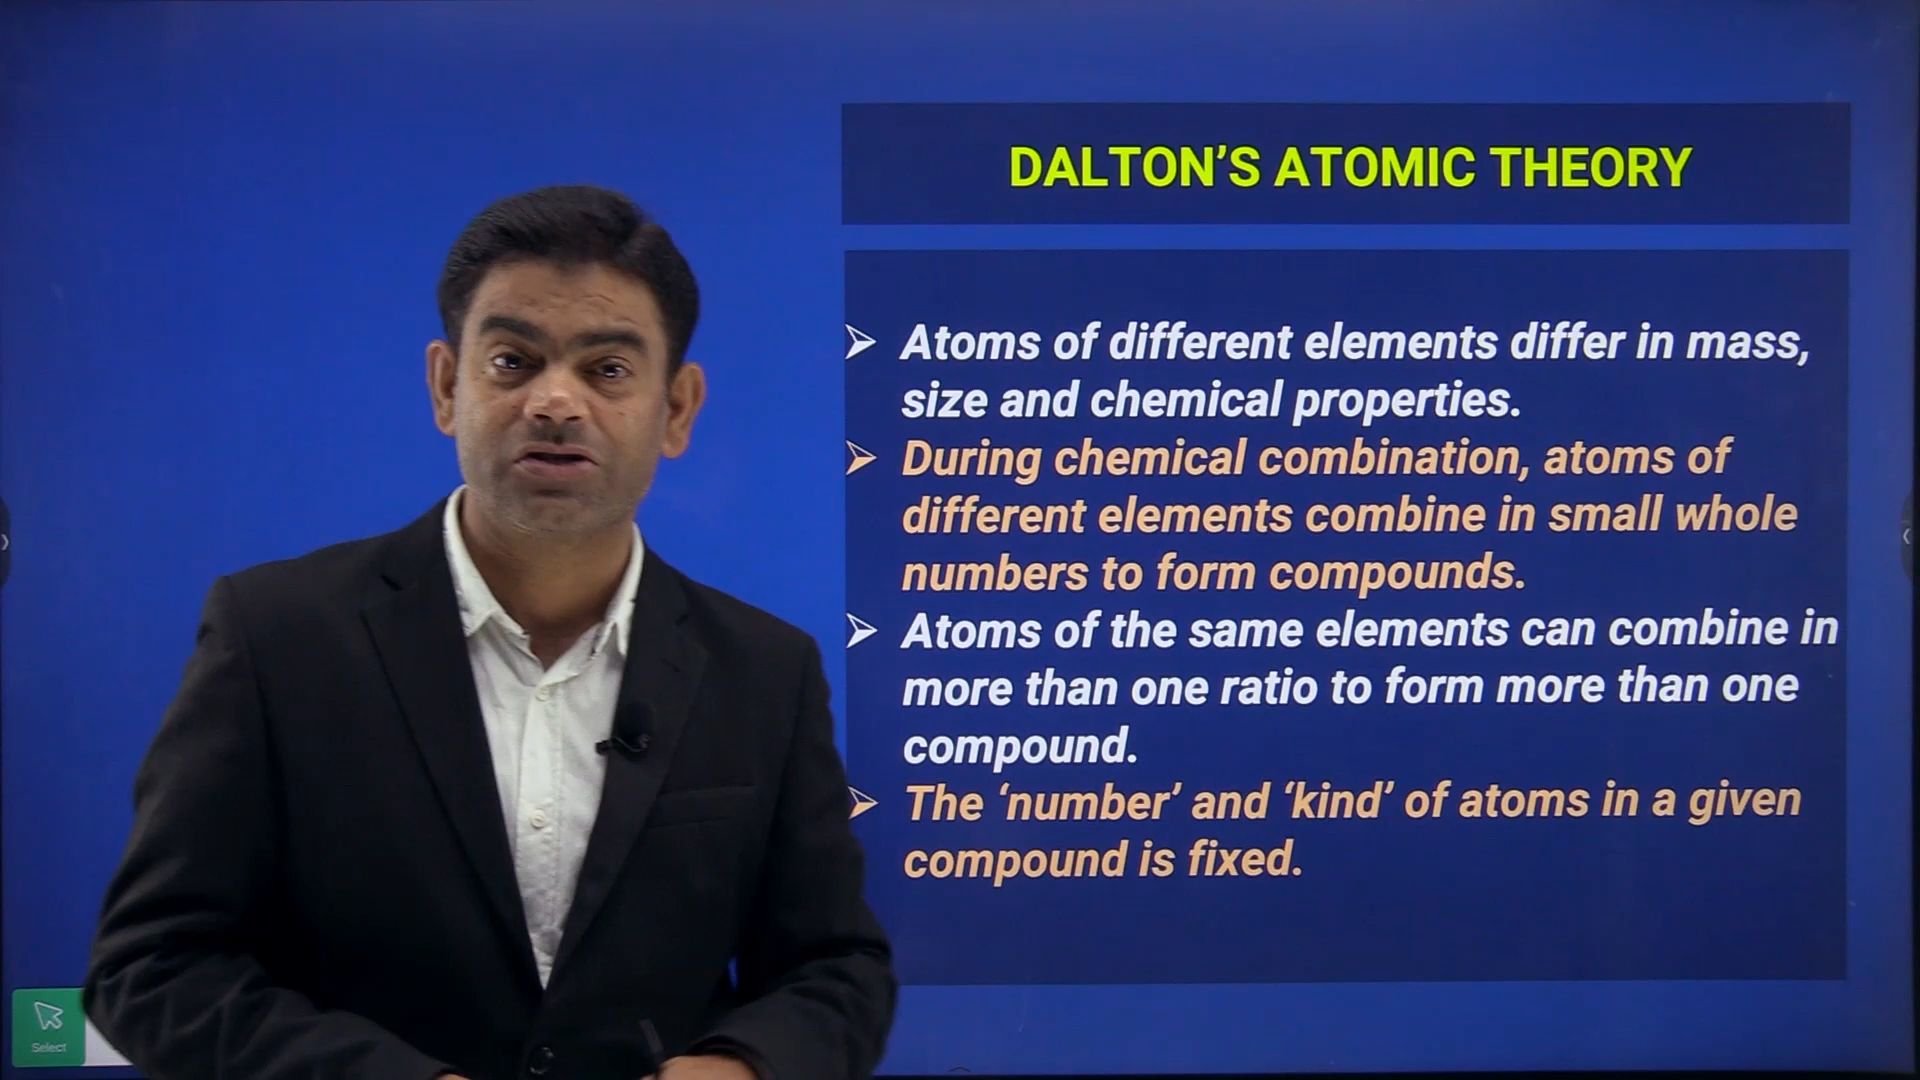 DALTON’S ATOMIC THEORY
Atoms of different elements differ in mass,
size and chemical properties.
During chemical combination, atoms of
different elements combine in small whole
numbers to form compounds.
Atoms of the same elements can combine in
more than one ratio to form more than one
compound.
The ‘number’ and ‘kind’ of atoms in a given
compound is fixed.
Select